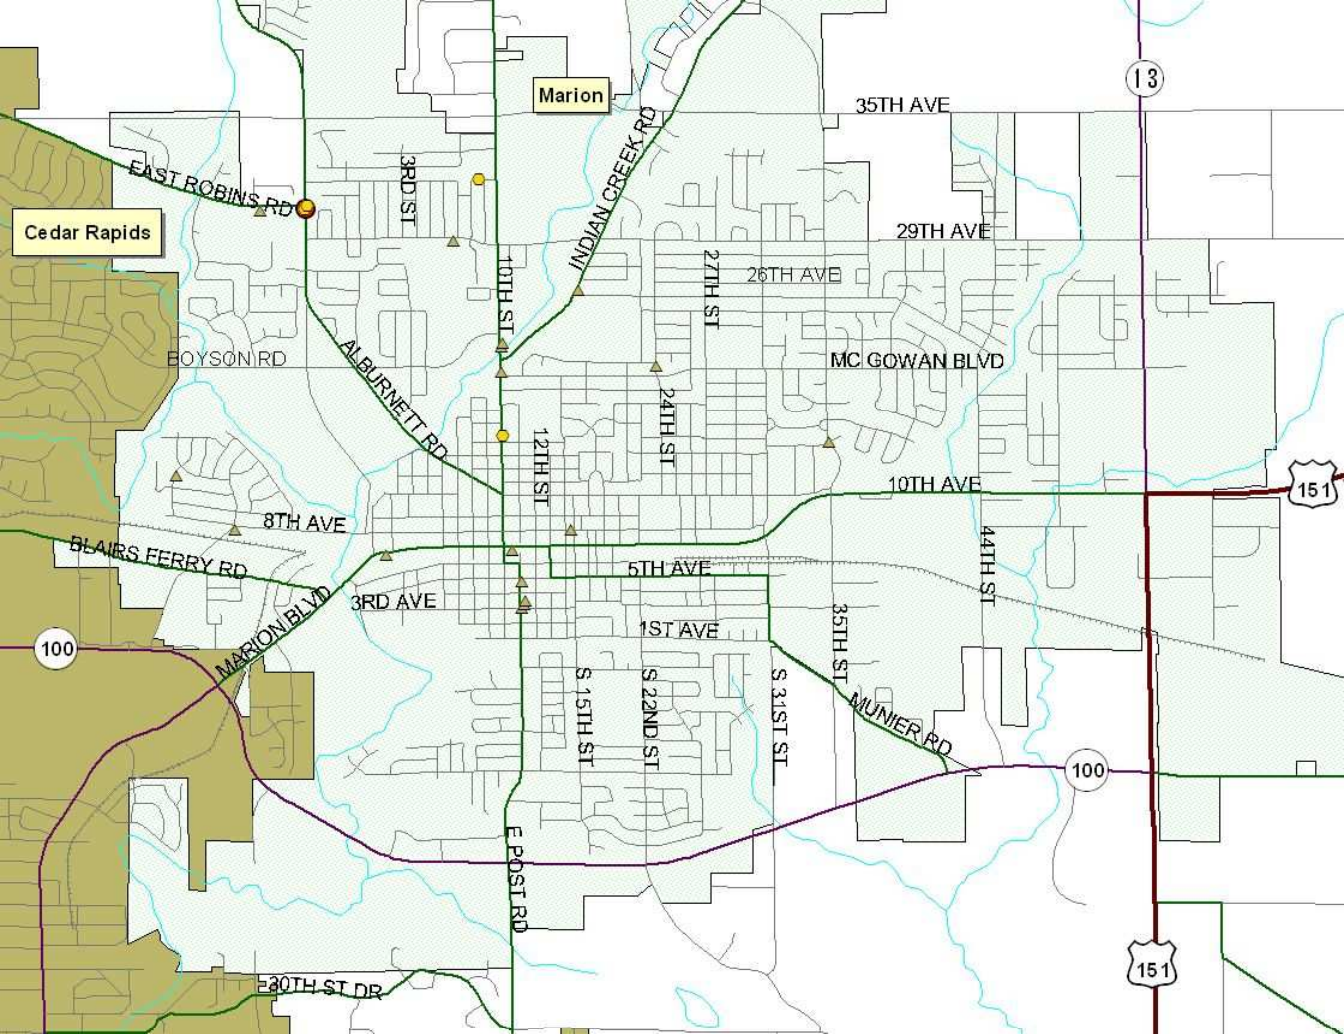 13
Marion
35TH AVE
INDIAN CREEK RD
EAST ROBINS RD
3RD ST
Cedar Rapids
29TH AVE
10TH ST
27TH ST
26TH AVE
BOYSON RD
ALBURNETT RD
MC GOWAN BLVD
24TH ST
12TH ST
10TH AVE
151
8TH AVE
BLAIRS FERRY RD
44TH ST
5TH AVE
MARION BLVD
3RD AVE
35TH ST
1ST AVE
100
S 15TH ST
S 22ND ST
S 31ST ST
MUNIER RD
100
E POST RD
151
30TH ST DR